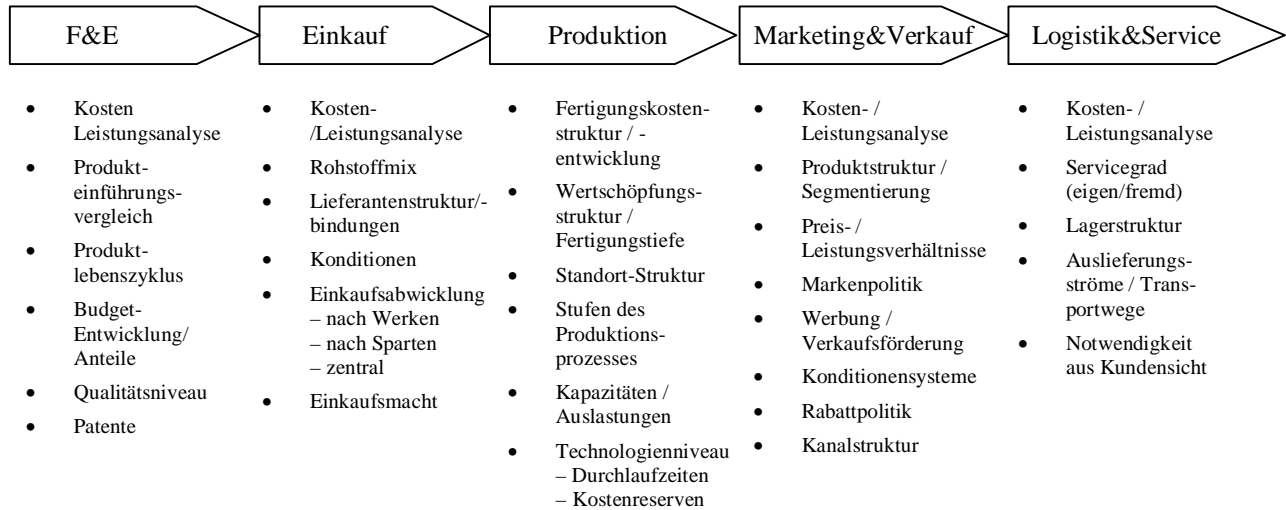 F&E
Einkauf
Produktion
Marketing&Verkauf
Logistik&Service
• Kosten
Leistungsanalyse
• Produkt-
einführungs-
vergleich
• Produkt-
lebenszyklus
• Budget-
Entwicklung/
Anteile
• Qualitätsniveau
• Patente
• Kosten-
/Leistungsanalyse
• Rohstoffmix
• Lieferantenstruktur/-
bindungen
• Konditionen
• Einkaufsabwicklung
– nach Werken
– nach Sparten
– zentral
• Einkaufsmacht
• Fertigungskosten-
struktur / -
entwicklung
• Wertschöpfungs-
struktur /
Fertigungstiefe
• Standort-Struktur
• Stufen des
Produktions-
prozesses
• Kapazitäten /
Auslastungen
• Technologienniveau
– Durchlaufzeiten
– Kostenreserven
• Kosten- /
Leistungsanalyse
• Produktstruktur /
Segmentierung
• Preis- /
Leistungsverhältnisse
• Markenpolitik
• Werbung /
Verkaufsförderung
• Konditionensysteme
• Rabattpolitik
• Kanalstruktur
• Kosten- /
Leistungsanalyse
• Servicegrad
(eigen/fremd)
• Lagerstruktur
• Auslieferungs-
ströme / Trans-
portwege
• Notwendigkeit
aus Kundensicht